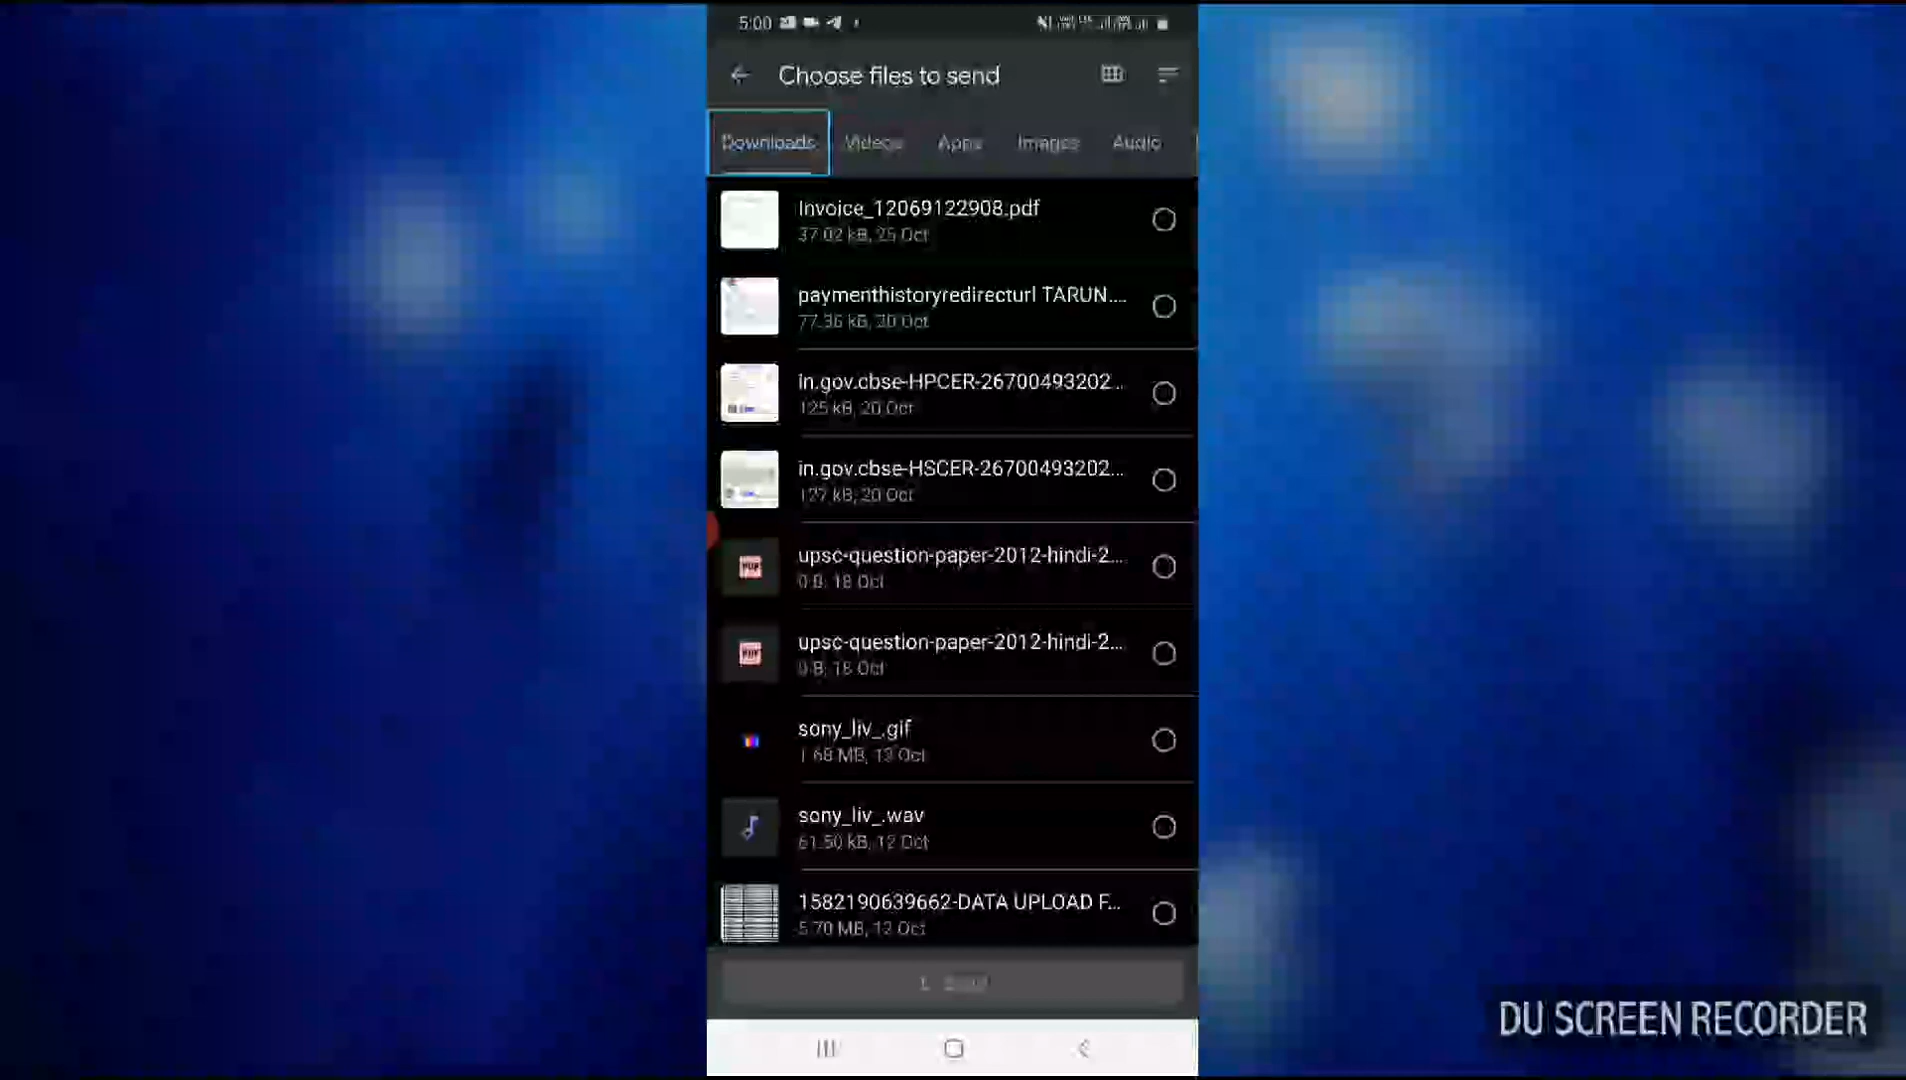 5:00
Choose files to send
Downloads Videos Apps Images Audio
Invoice_12069122908.pdf
37.02 kB, 25 Oct
paymenthistoryredirecturl TARUN....
77.36 kB, 20 Oct
in.gov.cbse-HPCER-26700493202...
125 kB, 20 Oct
in.gov.cbse-HSCER-26700493202...
127 kB, 20 Oct
upsc-question-paper-2012-hindi-2...
0 B, 18 Oct
upsc-question-paper-2012-hindi-2...
0 B, 18 Oct
sony_liv_.gif
1.68 MB, 12 Oct
sony_liv_.wav
61.50 kB, 12 Oct
1582190639662-DATA UPLOAD F...
5.70 MB, 12 Oct
DU SCREEN RECORDER